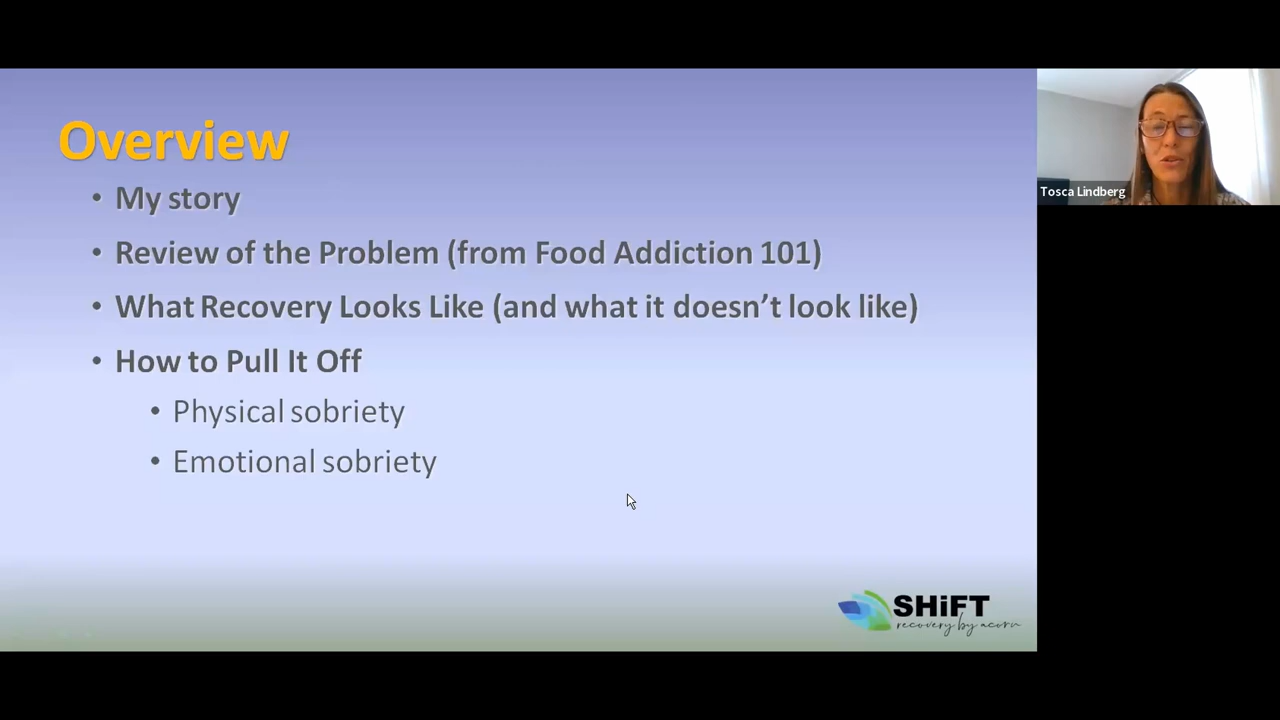 Overview
• My story
• Review of the Problem (from Food Addiction 101)
• What Recovery Looks Like (and what it doesn’t look like)
• How to Pull It Off
• Physical sobriety
• Emotional sobriety
SHiFT
recovery by acorn
Tosca Lindberg